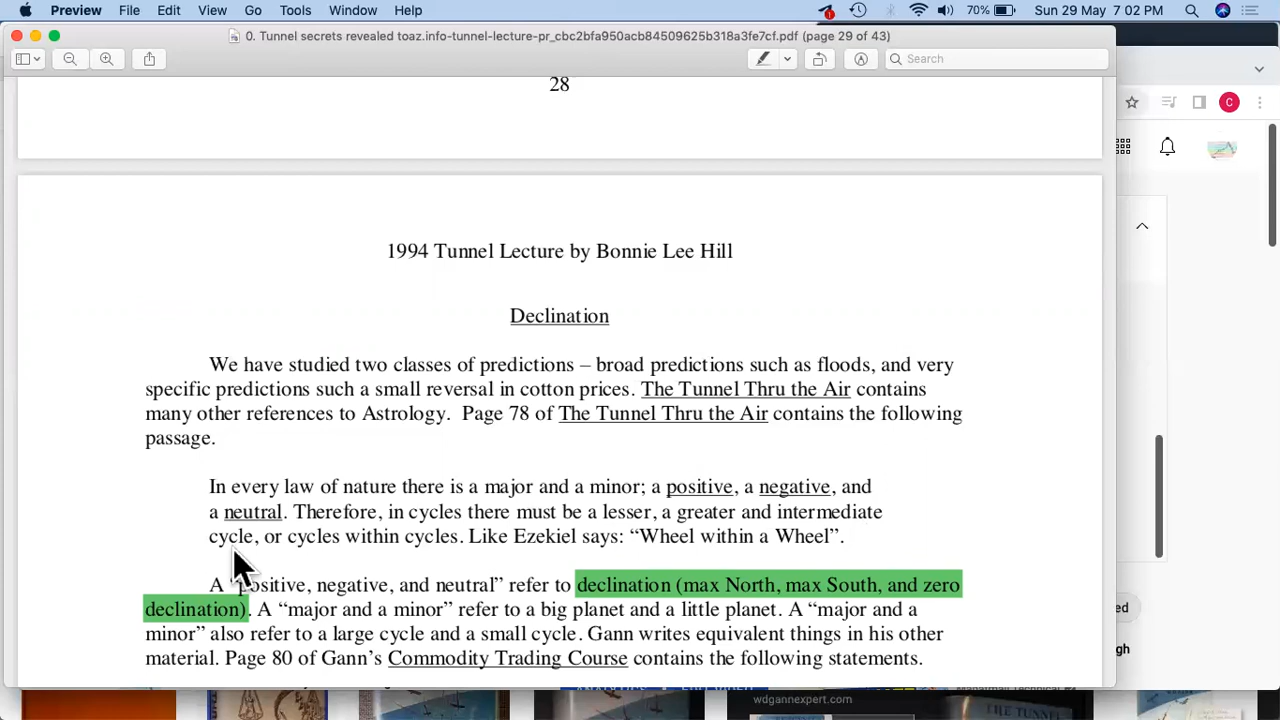 Preview File Edit View Go Tools Window Help 70% Sun 29 May 7 02 PM
0. Tunnel secrets revealed toaz.info-tunnel-lecture-pr_cbc2bfa950acb84509625b318a3fe7cf.pdf (page 29 of 43)
Search
28
1994 Tunnel Lecture by Bonnie Lee Hill
Declination
We have studied two classes of predictions – broad predictions such as floods, and very
specific predictions such a small reversal in cotton prices. The Tunnel Thru the Air contains
many other references to Astrology. Page 78 of The Tunnel Thru the Air contains the following
passage.
In every law of nature there is a major and a minor; a positive, a negative, and
a neutral. Therefore, in cycles there must be a lesser, a greater and intermediate
cycle, or cycles within cycles. Like Ezekiel says: “Wheel within a Wheel”.
A “positive, negative, and neutral” refer to declination (max North, max South, and zero
declination). A “major and a minor” refer to a big planet and a little planet. A “major and a
minor” also refer to a large cycle and a small cycle. Gann writes equivalent things in his other
material. Page 80 of Gann’s Commodity Trading Course contains the following statements.
C
ed
gh
wdgannexpert.com